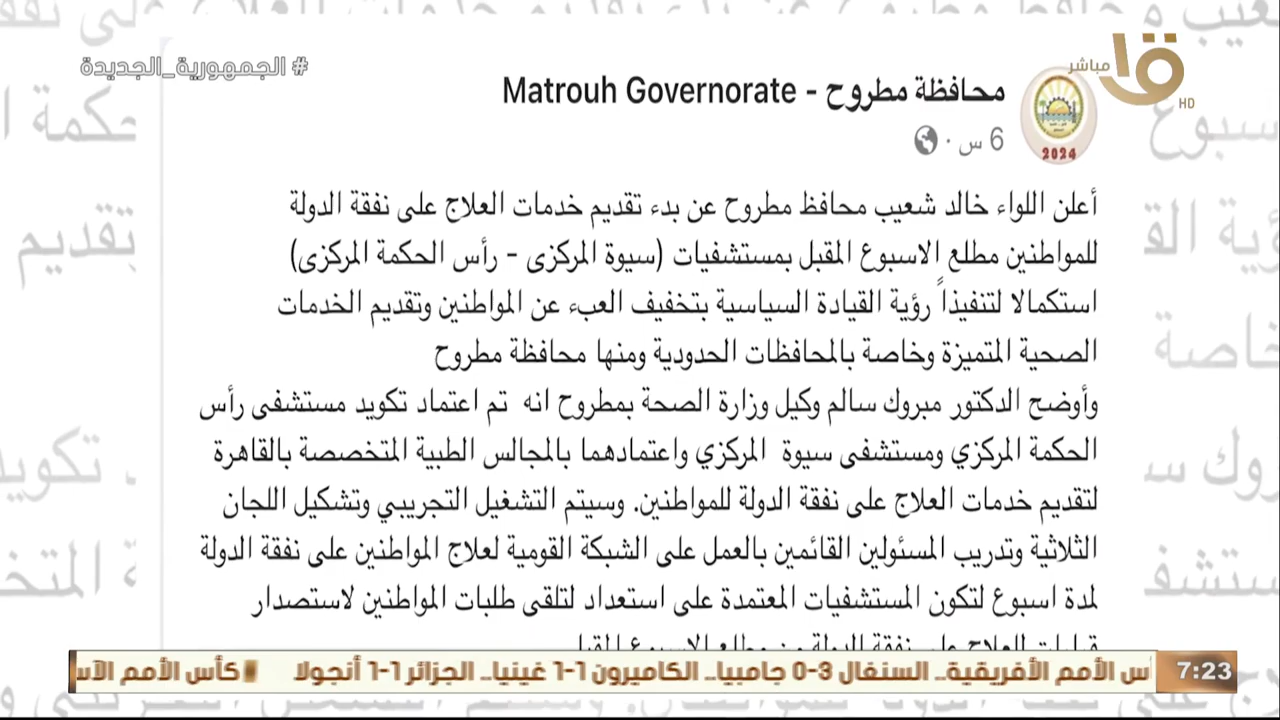 # الجمهورية_الجديدة
مباشر
HD
محافظة مطروح - Matrouh Governorate
6 س ·
2024
أعلن اللواء خالد شعيب محافظ مطروح عن بدء تقديم خدمات العلاج على نفقة الدولة
للمواطنين مطلع الاسبوع المقبل بمستشفيات (سيوة المركزى - رأس الحكمة المركزى)
استكمالا لتنفيذاً رؤية القيادة السياسية بتخفيف العبء عن المواطنين وتقديم الخدمات
الصحية المتميزة وخاصة بالمحافظات الحدودية ومنها محافظة مطروح
وأوضح الدكتور مبروك سالم وكيل وزارة الصحة بمطروح انه تم اعتماد تكويد مستشفى رأس
الحكمة المركزي ومستشفى سيوة المركزي واعتمادهما بالمجالس الطبية المتخصصة بالقاهرة
لتقديم خدمات العلاج على نفقة الدولة للمواطنين. وسيتم التشغيل التجريبي وتشكيل اللجان
الثلاثية وتدريب المسئولين القائمين بالعمل على الشبكة القومية لعلاج المواطنين على نفقة الدولة
لمدة اسبوع لتكون المستشفيات المعتمدة على استعداد لتلقى طلبات المواطنين لاستصدار
7:23
س الأمم الأفريقية.. السنغال 3-0 جامبيا.. الكاميرون 1-1 غينيا.. الجزائر 1-1 أنجولا
كأس الأمم الآس